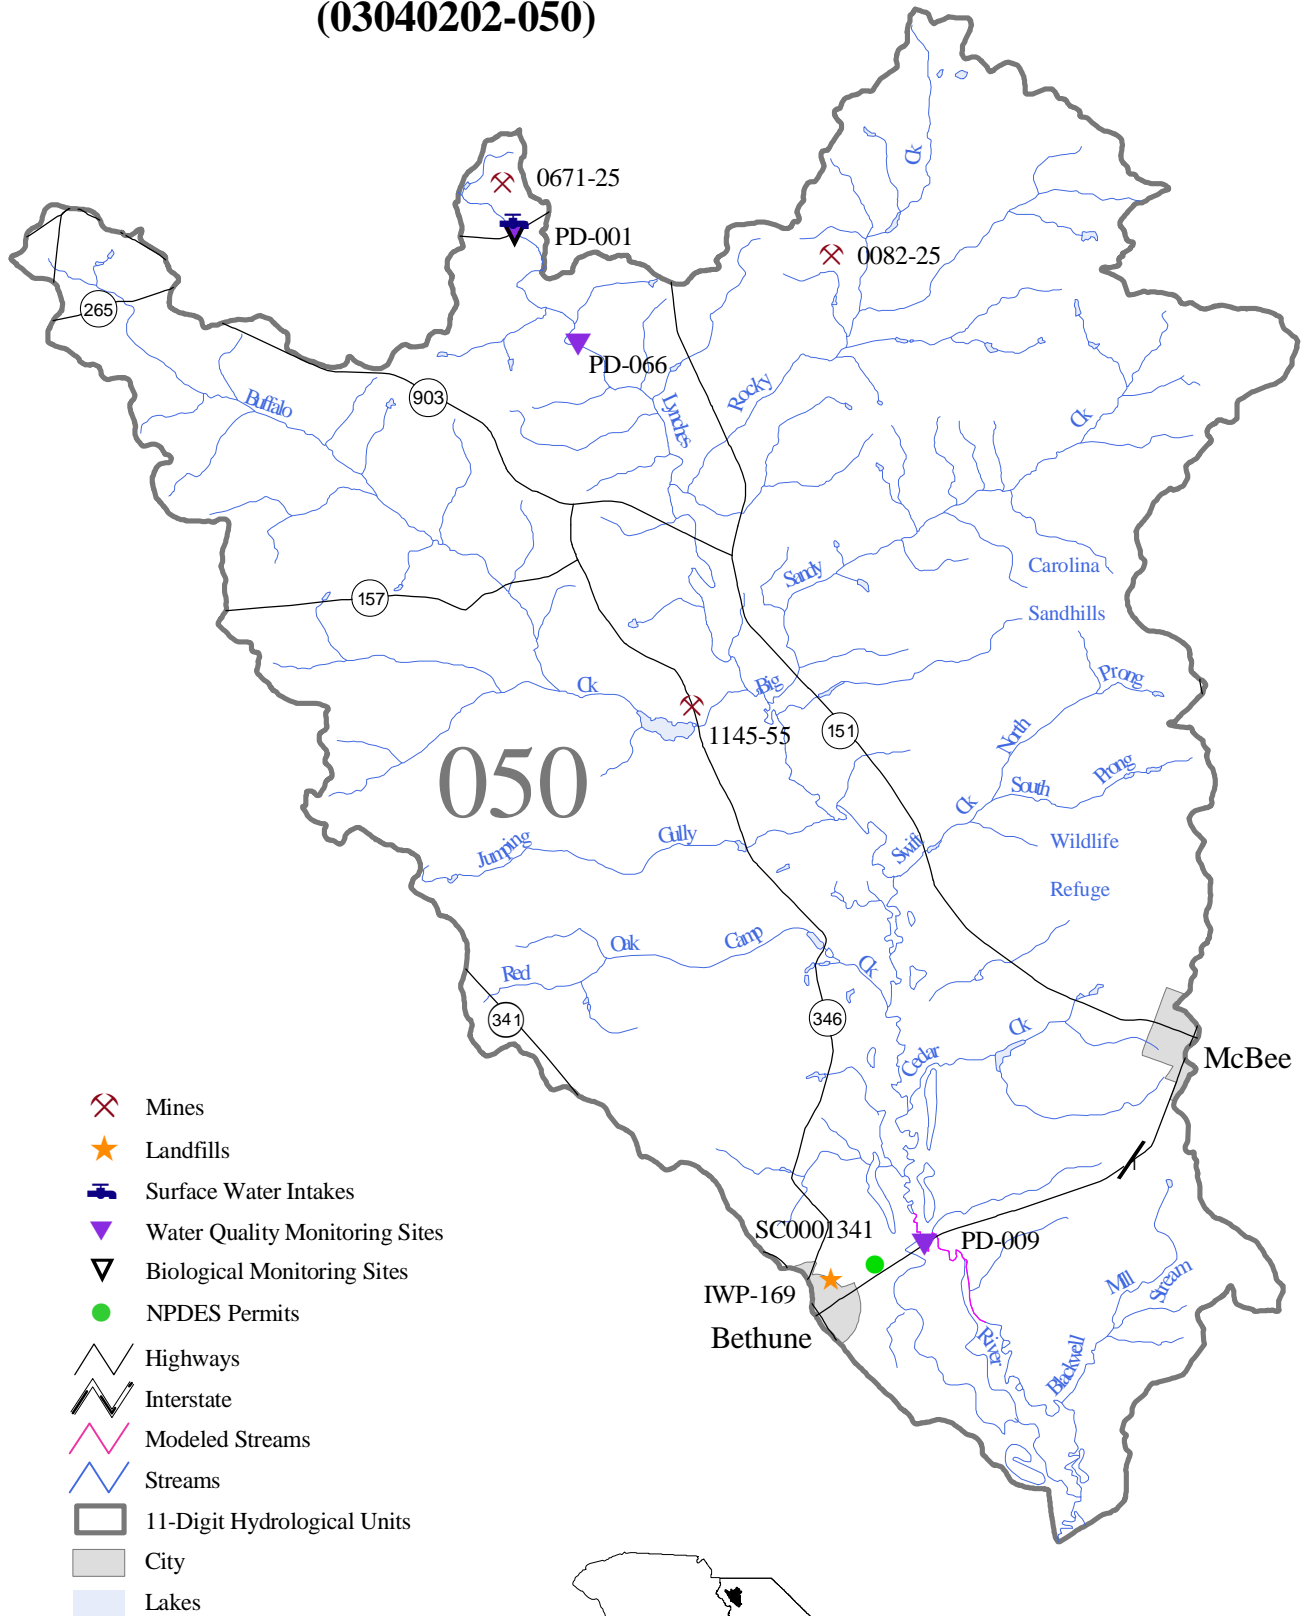 (03040202-050)
Ck
0671-25
PD-001
0082-25
265
PD-066
Rocky
903
Buffalo
Lynches
Ck
Carolina
Sandy
157
Sandhills
Prong
Ck
Big
1145-55
151
North
050
South
Prong
Ck
Jumping
Gully
Swift
Wildlife
Refuge
Oak
Camp
Red
Ck
341
346
Ck
Cedar
McBee
SC0001341
PD-009
IWP-169
Bethune
Mill
Stream
River
Blackwell
1
Mines
Landfills
Surface Water Intakes
Water Quality Monitoring Sites
Biological Monitoring Sites
NPDES Permits
Highways
Interstate
Modeled Streams
Streams
11-Digit Hydrological Units
City
Lakes